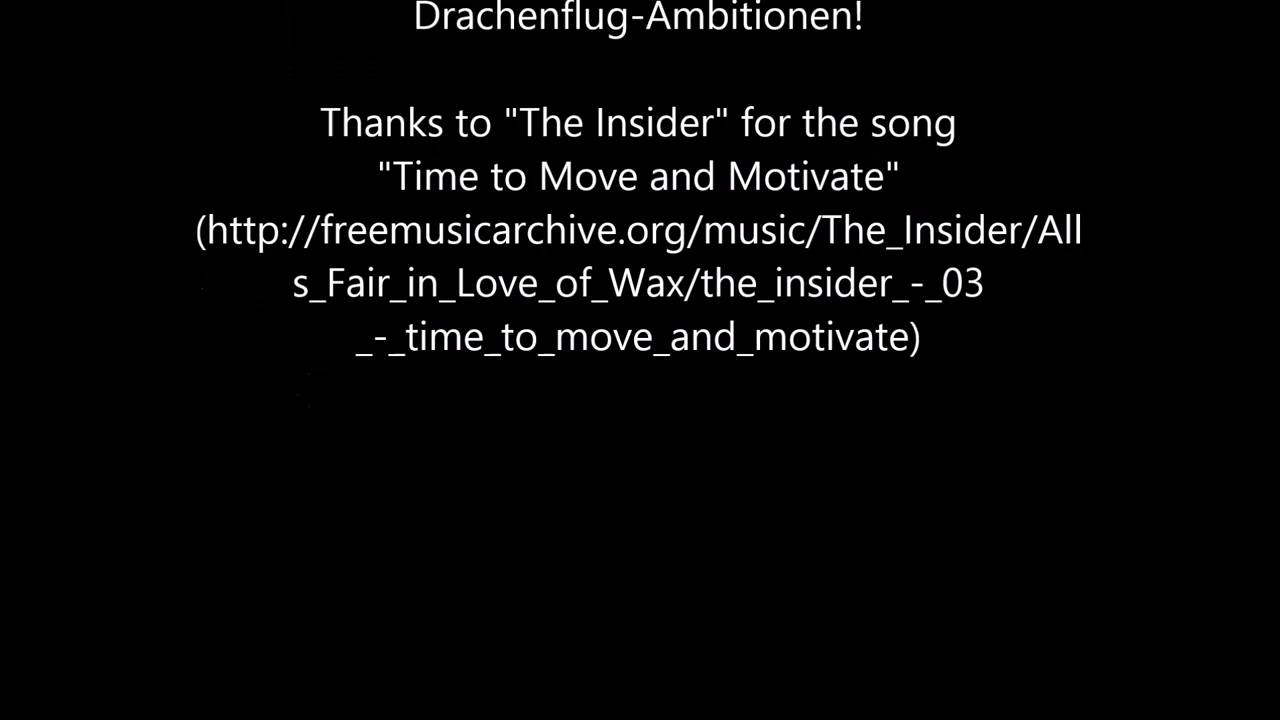 Drachenflug-Ambitionen!
Thanks to "The Insider" for the song
"Time to Move and Motivate"
(http://freemusicarchive.org/music/The_Insider/All
s_Fair_in_Love_of_Wax/the_insider_-_03
_-_time_to_move_and_motivate)